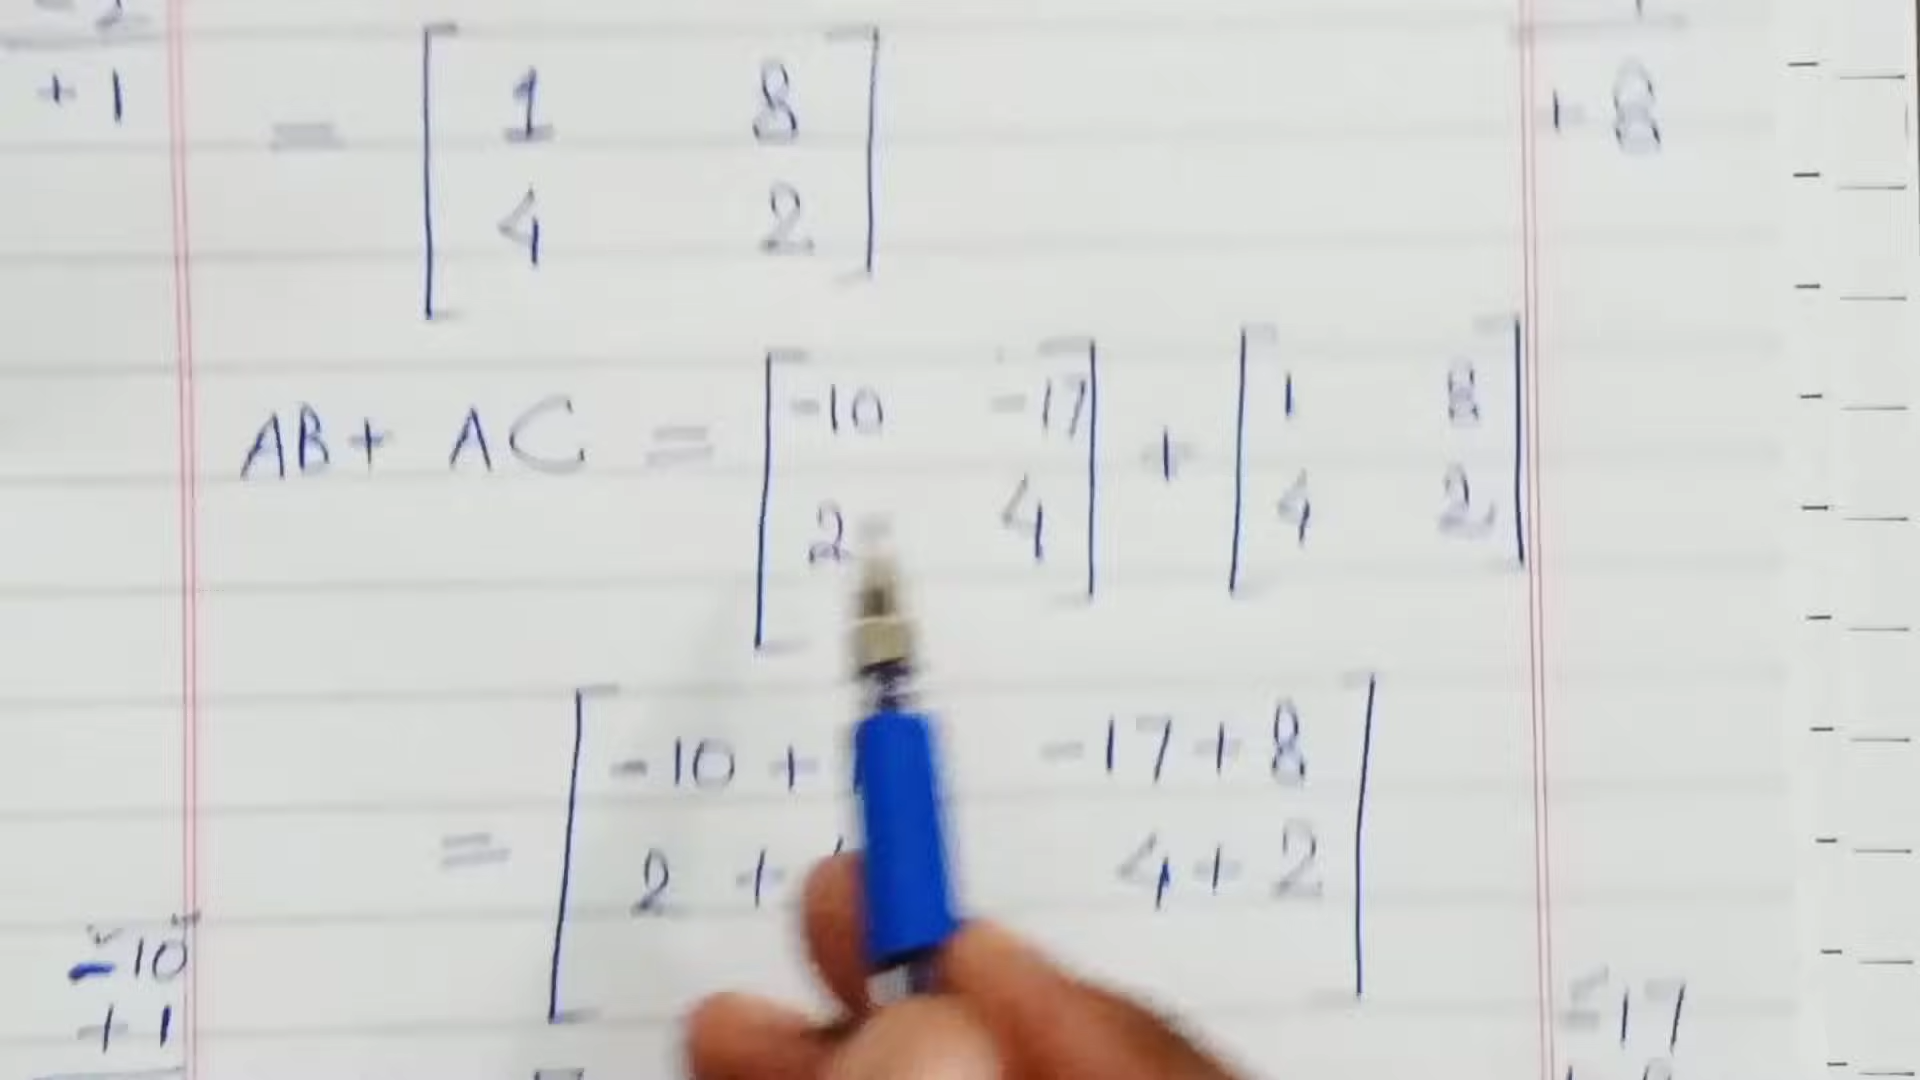 - 2
+ 1
= [ 1 8
4 2 ]
+ 8
AB + AC = [ -10 -17
2 4 ] + [ 1 8
4 2 ]
= [ -10 + -17 + 8
2 + 4 + 2 ]
-10
+ 1
-17